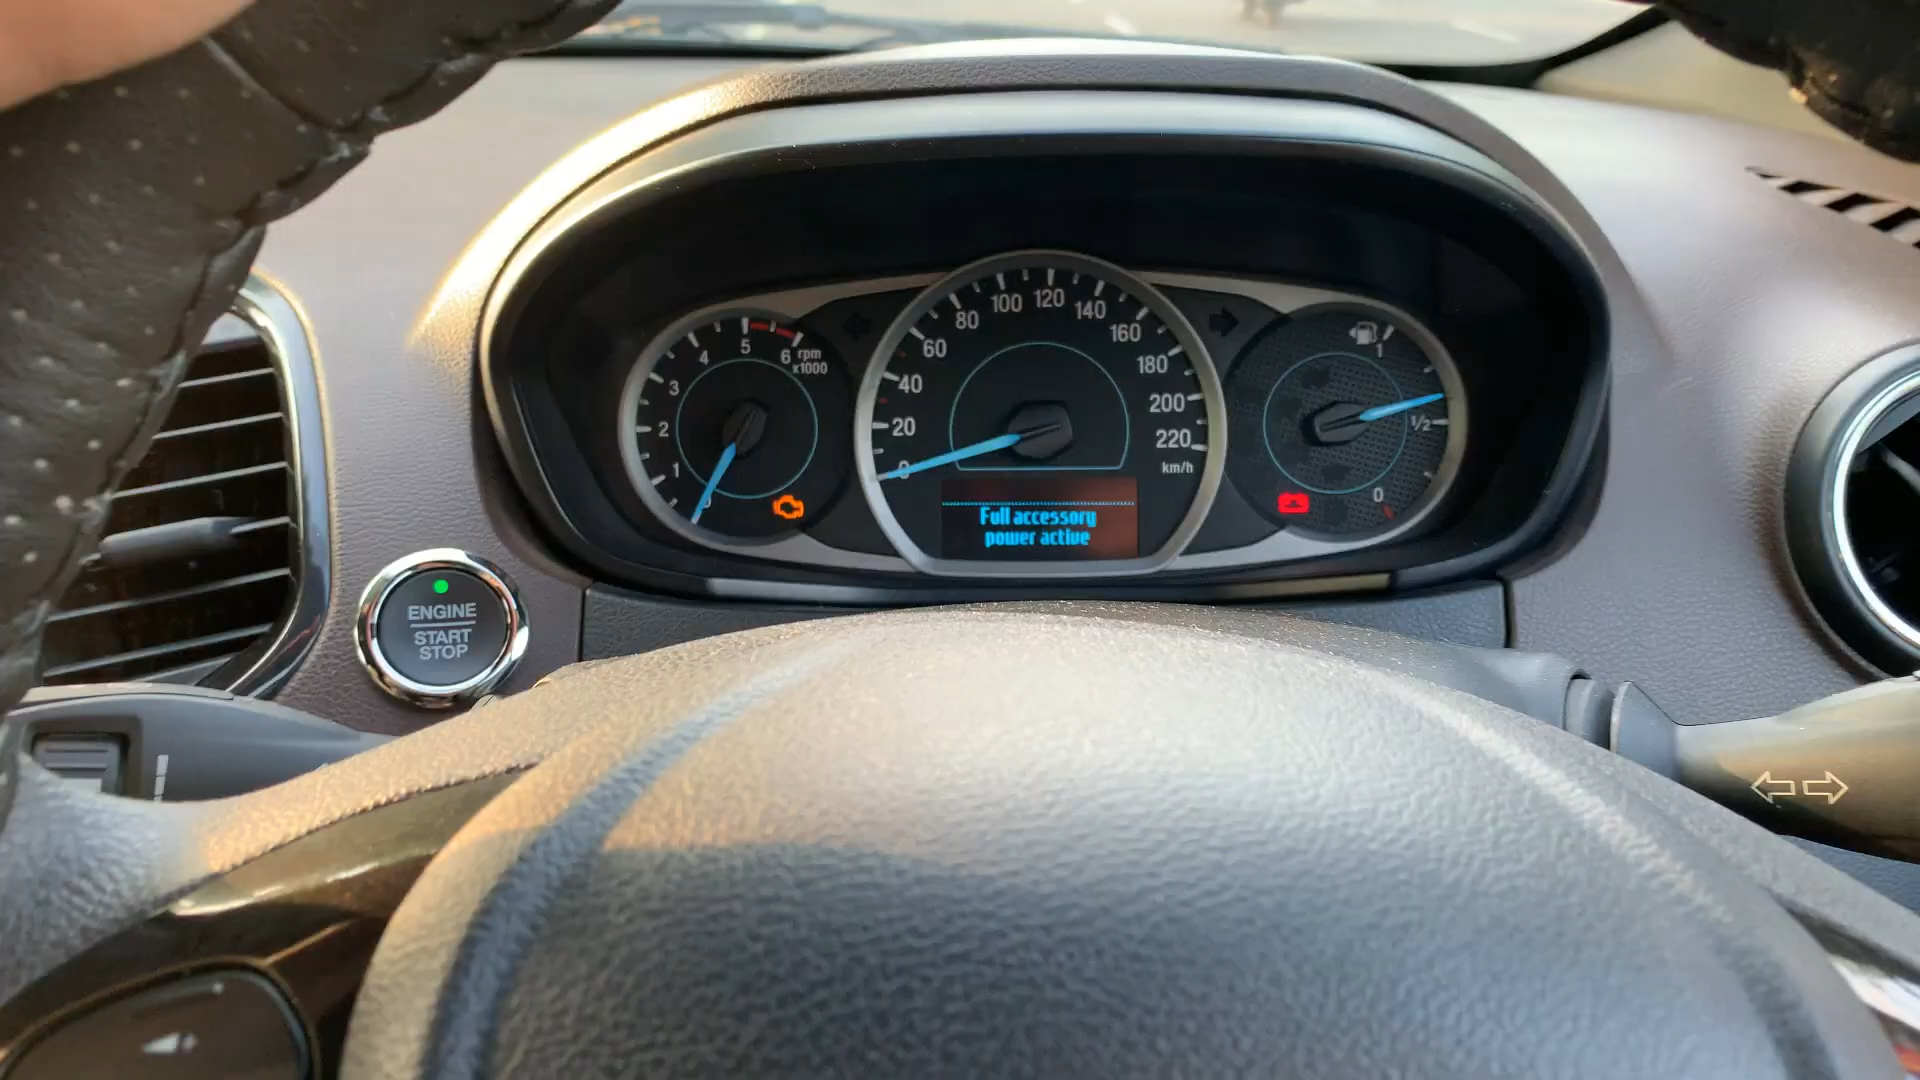 100 120
80 140
60 160
40 180
20 200
0 220
km/h
4 5 6 rpm
x1000
3
2
1
0
1
1/2
0
Full accessory
power active
ENGINE
START
STOP